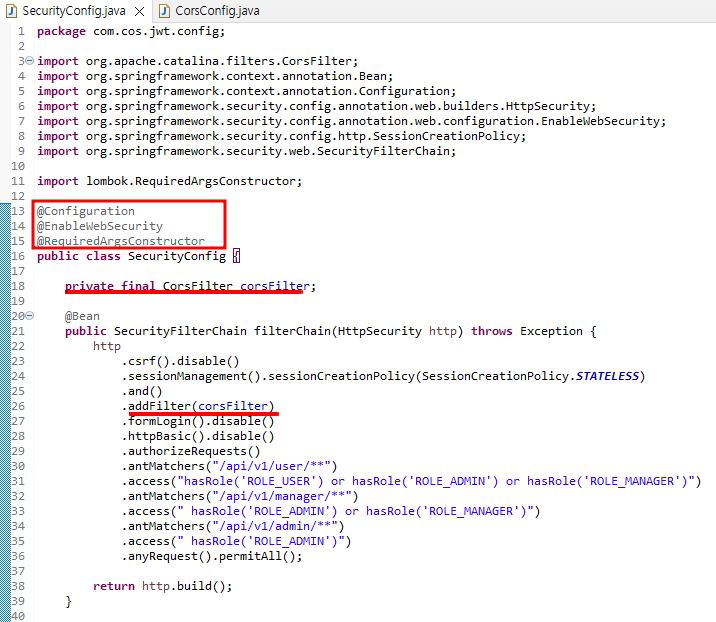 SecurityConfig.java CorsConfig.java
1 package com.cos.jwt.config;
2
3 import org.apache.catalina.filters.CorsFilter;
4 import org.springframework.context.annotation.Bean;
5 import org.springframework.context.annotation.Configuration;
6 import org.springframework.security.config.annotation.web.builders.HttpSecurity;
7 import org.springframework.security.config.annotation.web.configuration.EnableWebSecurity;
8 import org.springframework.security.config.http.SessionCreationPolicy;
9 import org.springframework.security.web.SecurityFilterChain;
10
11 import lombok.RequiredArgsConstructor;
12
13 @Configuration
14 @EnableWebSecurity
15 @RequiredArgsConstructor
16 public class SecurityConfig {
17
18 private final CorsFilter corsFilter;
19
20 @Bean
21 public SecurityFilterChain filterChain(HttpSecurity http) throws Exception {
22 http
23 .csrf().disable()
24 .sessionManagement().sessionCreationPolicy(SessionCreationPolicy.STATELESS)
25 .and()
26 .addFilter(corsFilter)
27 .formLogin().disable()
28 .httpBasic().disable()
29 .authorizeRequests()
30 .antMatchers("/api/v1/user/**")
31 .access("hasRole('ROLE_USER') or hasRole('ROLE_ADMIN') or hasRole('ROLE_MANAGER')")
32 .antMatchers("/api/v1/manager/**")
33 .access(" hasRole('ROLE_ADMIN') or hasRole('ROLE_MANAGER')")
34 .antMatchers("/api/v1/admin/**")
35 .access(" hasRole('ROLE_ADMIN')")
36 .anyRequest().permitAll();
37
38 return http.build();
39 }
40